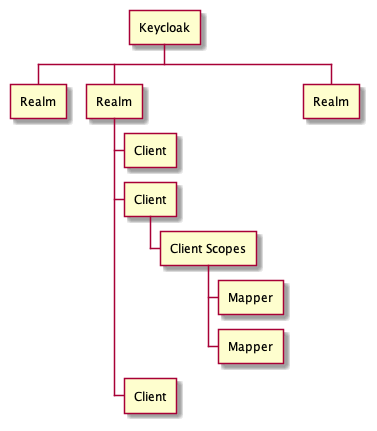 Keycloak
Realm
Realm
Realm
Client
Client
Client Scopes
Mapper
Mapper
Client